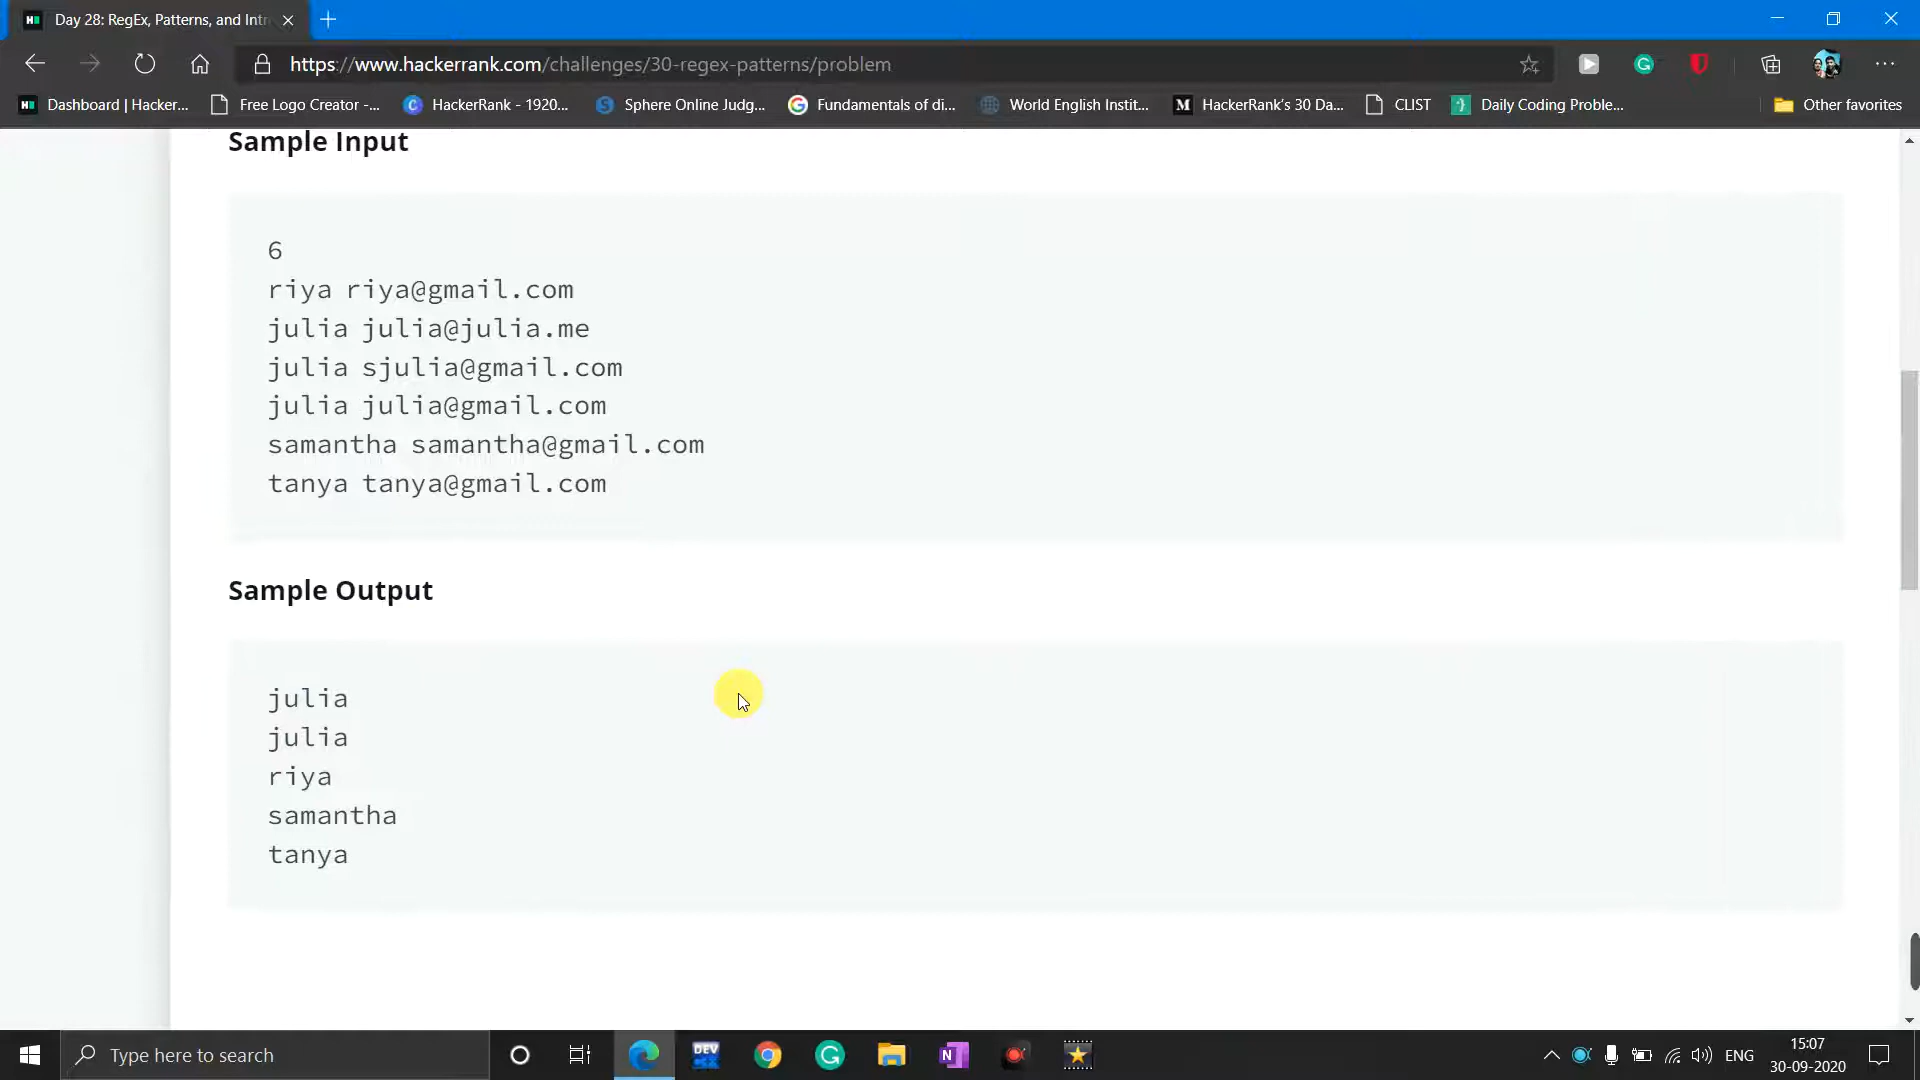 Day 28: RegEx, Patterns, and Intr
https://www.hackerrank.com/challenges/30-regex-patterns/problem
Dashboard | Hacker... Free Logo Creator -... HackerRank - 1920... Sphere Online Judg... Fundamentals of di... World English Instit... HackerRank's 30 Da... CLIST Daily Coding Proble... Other favorites
Sample Input
6
riya riya@gmail.com
julia julia@julia.me
julia sjulia@gmail.com
julia julia@gmail.com
samantha samantha@gmail.com
tanya tanya@gmail.com
Sample Output
julia
julia
riya
samantha
tanya
Type here to search
DEV
ENG
15:07
30-09-2020